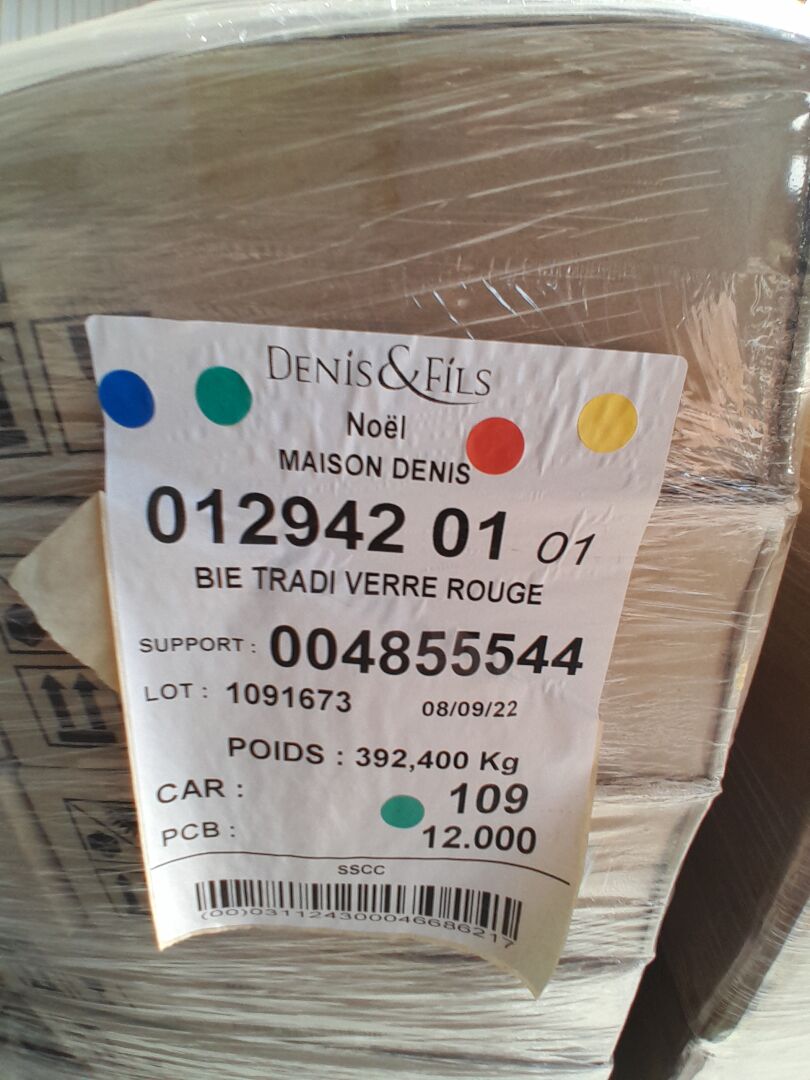 DENIS&FILS
Noël
MAISON DENIS
012942 01 01
BIE TRADI VERRE ROUGE
SUPPORT : 004855544
LOT : 1091673 08/09/22
POIDS : 392,400 Kg
CAR : 109
PCB : 12.000
SSCC
(00)031124300046686217